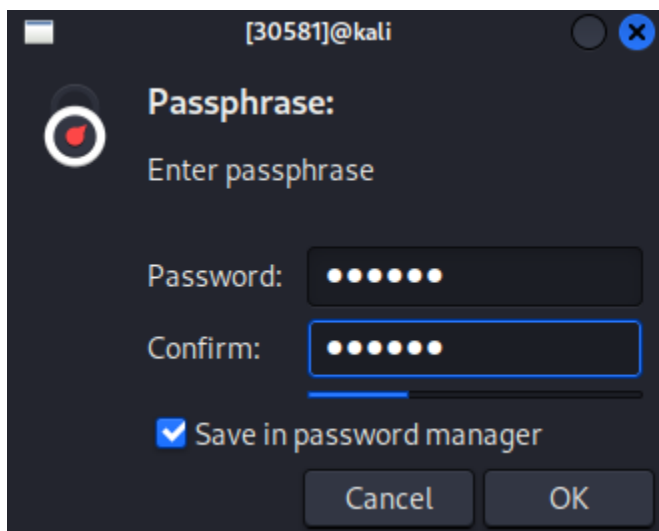 [30581]@kali
Passphrase:
Enter passphrase
Password: ●●●●●●
Confirm: ●●●●●●
Save in password manager
Cancel OK